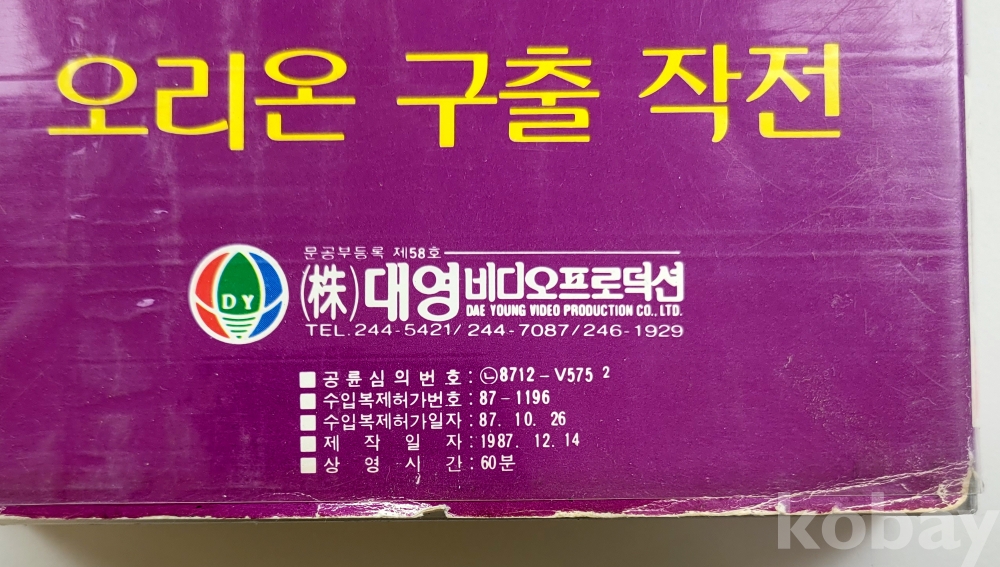 오리온 구출 작전
문공부등록 제58호
DY
(株)대영비디오프로덕션
DAE YOUNG VIDEO PRODUCTION CO., LTD.
TEL. 244-5421/ 244-7087/246-1929
■ 공륜심의번호 : ㉡8712-V575 2
■ 수입복제허가번호 : 87-1196
■ 수입복제허가일자 : 87. 10. 26
■ 제작일자 : 1987. 12. 14
■ 상영시간 : 60분
kobay